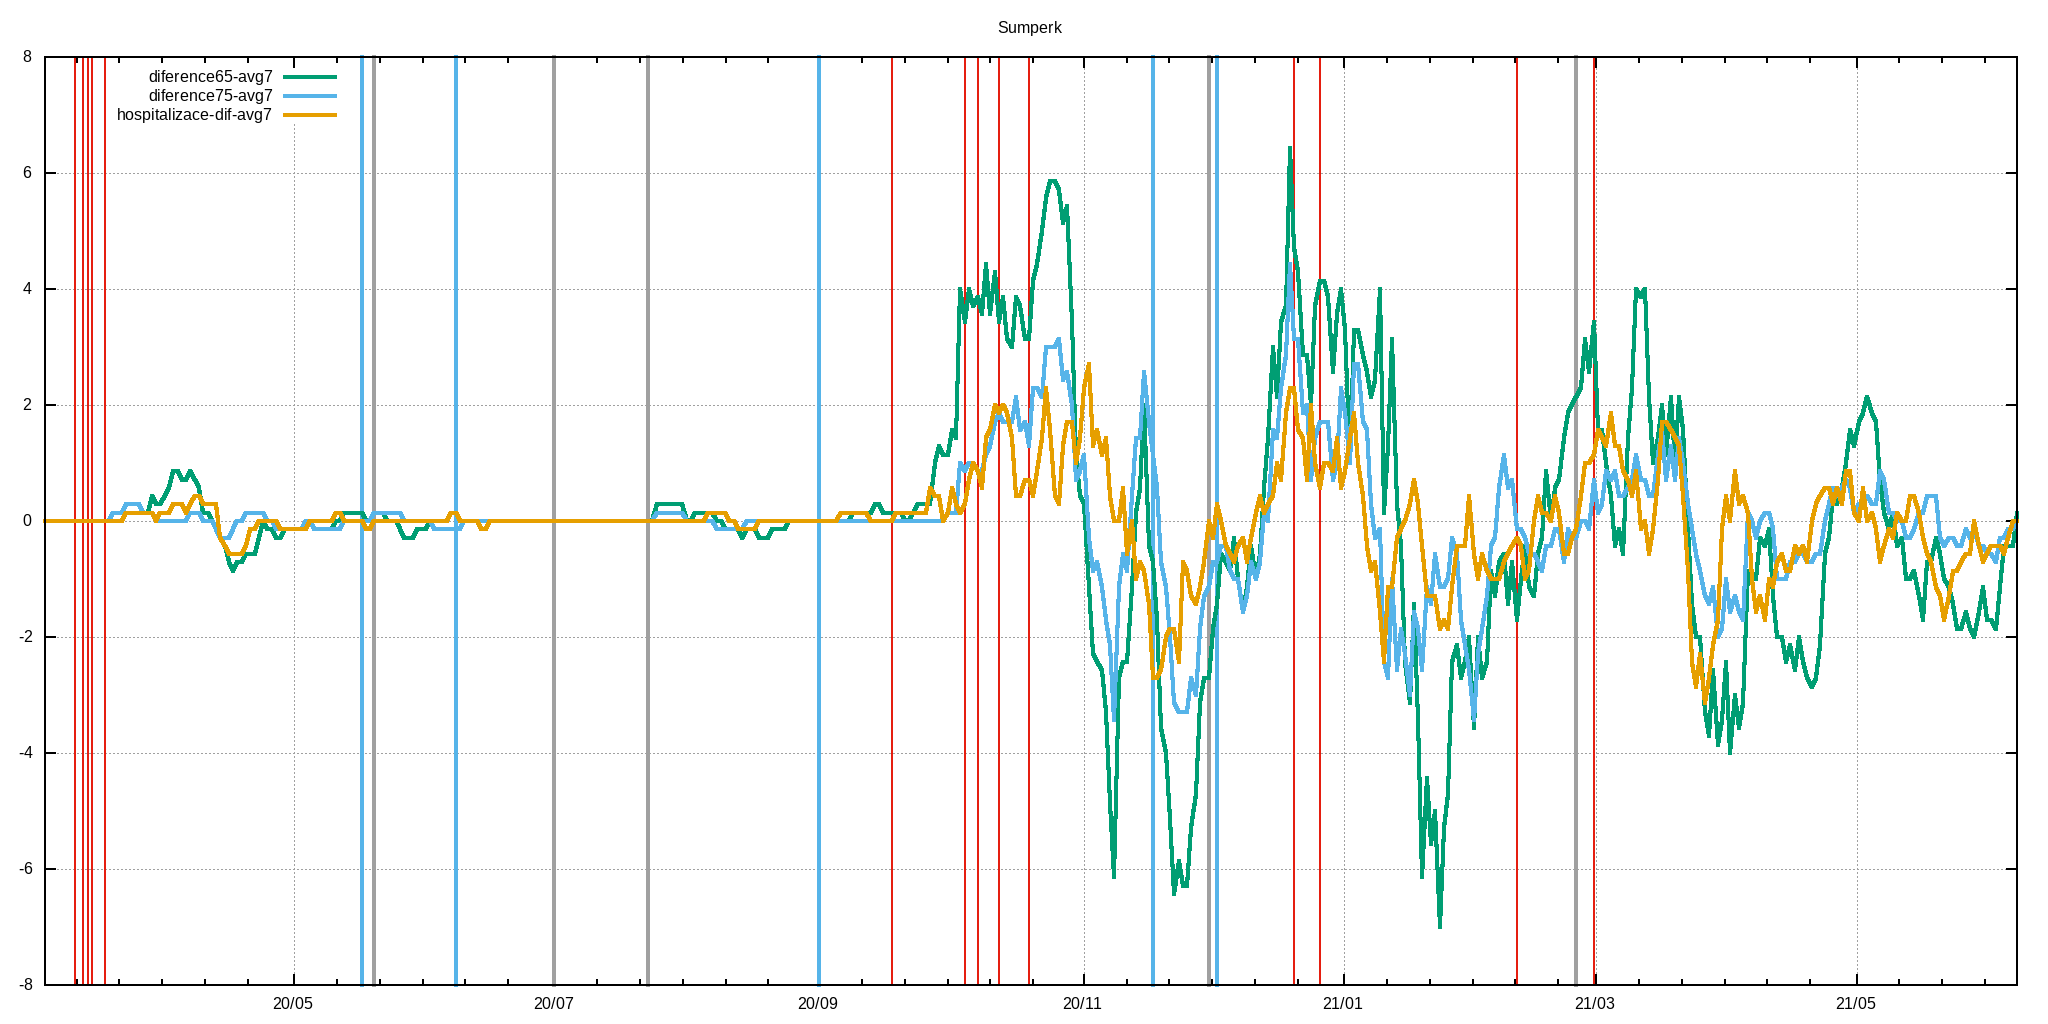 Sumperk
diference65-avg7
diference75-avg7
hospitalizace-dif-avg7
8
6
4
2
0
-2
-4
-6
-8
20/05 20/07 20/09 20/11 21/01 21/03 21/05